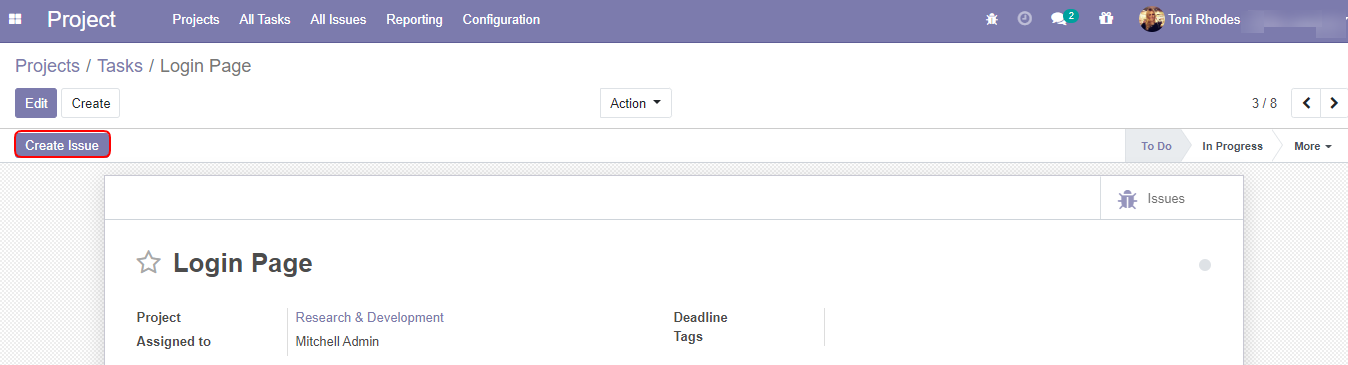 Project Projects All Tasks All Issues Reporting Configuration 2 Toni Rhodes
Projects / Tasks / Login Page
Edit Create Action 3 / 8
Create Issue To Do In Progress More
Issues
Login Page
Project Research & Development Deadline
Assigned to Mitchell Admin Tags